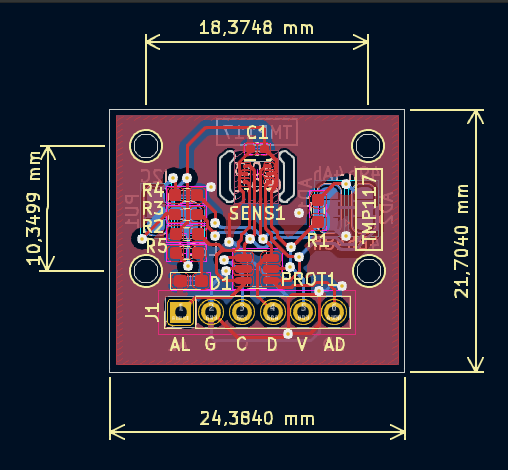 18,3748 mm
C1
R4
R3
R2
R5
10,3499 mm
SENS1
R1
TMP117
21,7040 mm
D1
PROT1
J1
AL G C D V AD
24,3840 mm